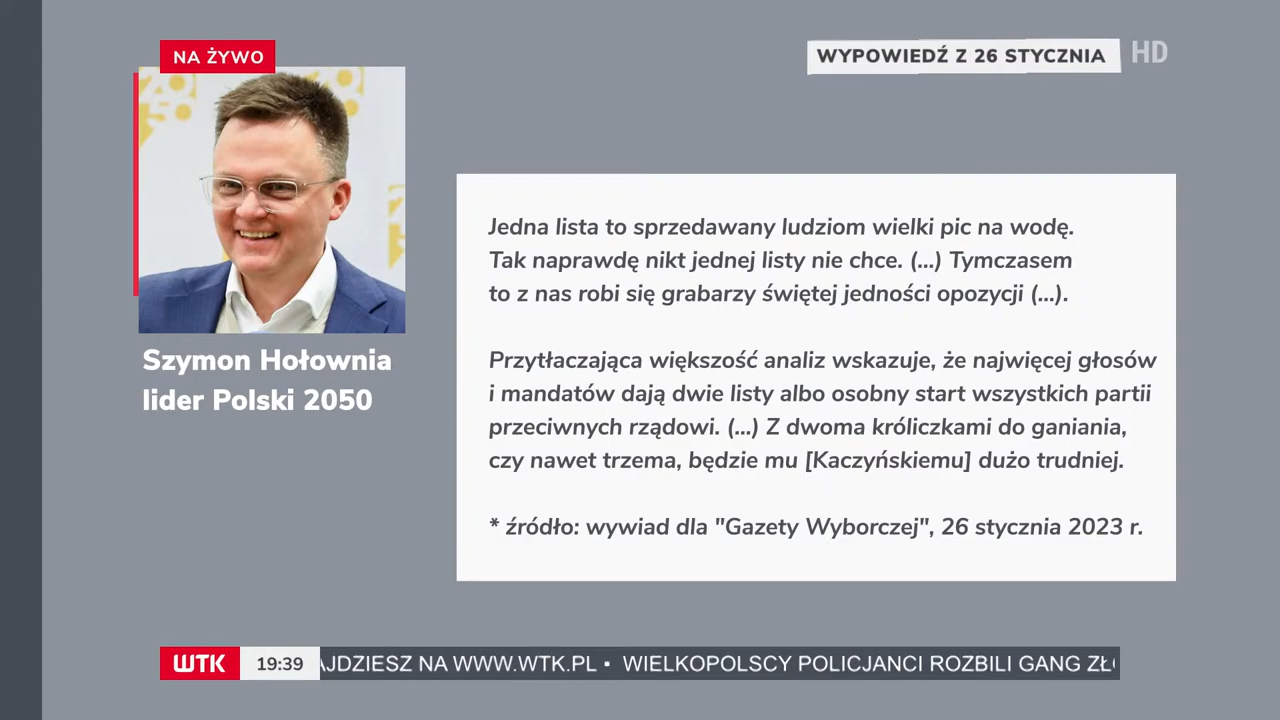 NA ŻYWO
WYPOWIEDŹ Z 26 STYCZNIA
HD
Jedna lista to sprzedawany ludziom wielki pic na wodę.
Tak naprawdę nikt jednej listy nie chce. (...) Tymczasem
to z nas robi się grabarzy świętej jedności opozycji (...).
Przytłaczająca większość analiz wskazuje, że najwięcej głosów
i mandatów dają dwie listy albo osobny start wszystkich partii
przeciwnych rządowi. (...) Z dwoma króliczkami do ganiania,
czy nawet trzema, będzie mu [Kaczyńskiemu] dużo trudniej.
* źródło: wywiad dla "Gazety Wyborczej", 26 stycznia 2023 r.
Szymon Hołownia
lider Polski 2050
WTK 19:39 AJDZIESZ NA WWW.WTK.PL ▪ WIELKOPOLSCY POLICJANCI ROZBILI GANG